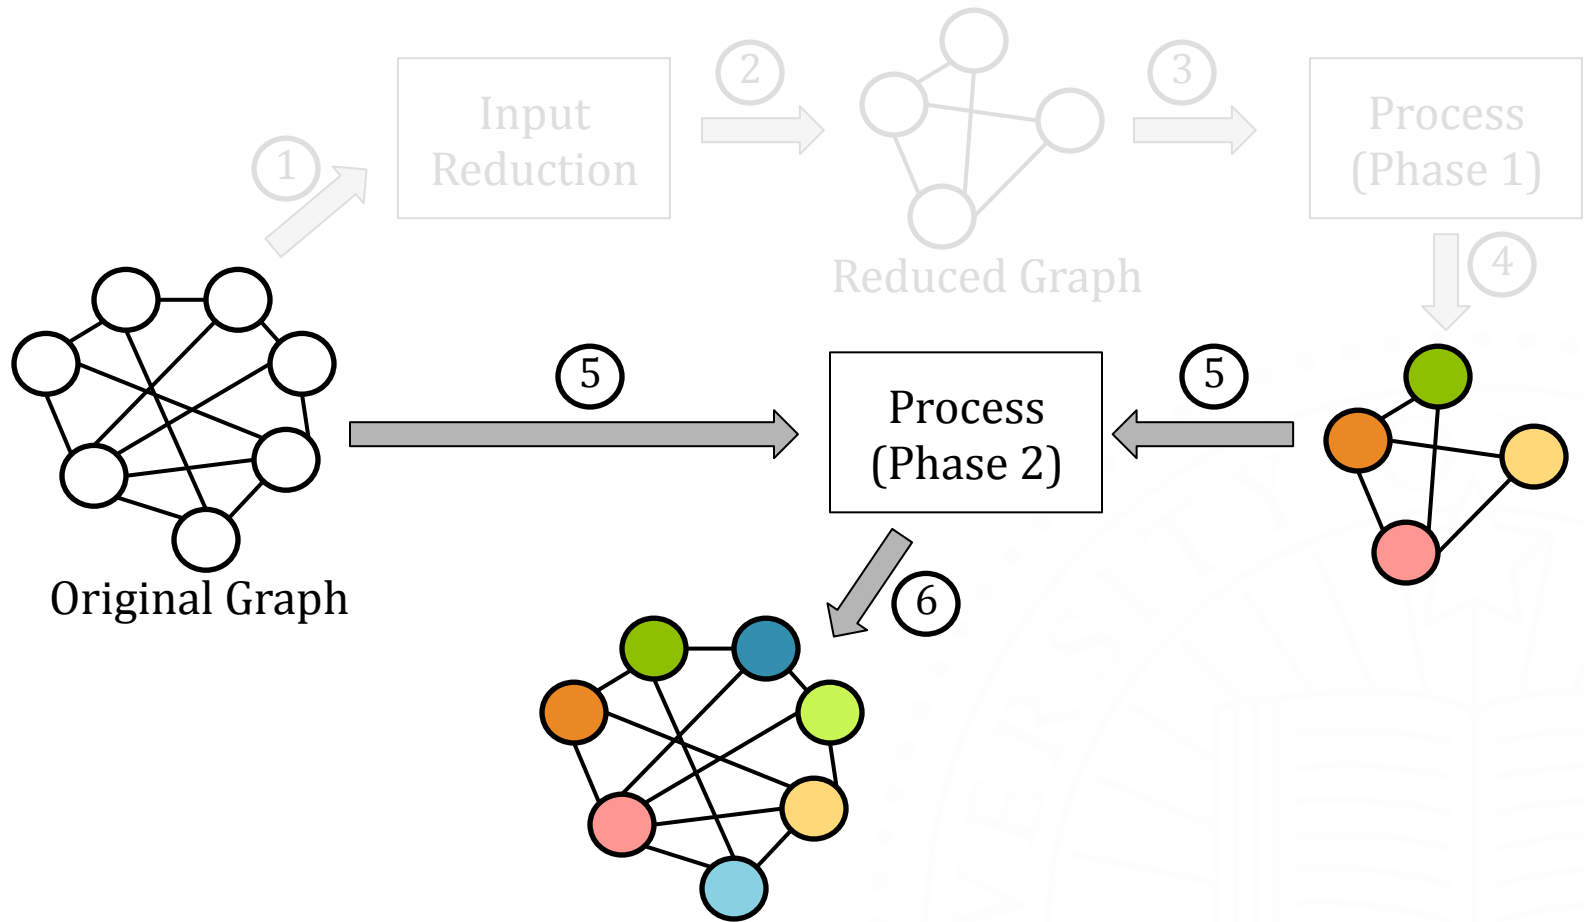 2
3
Input
Reduction
Process
(Phase 1)
1
Reduced Graph
4
5
Process
(Phase 2)
5
Original Graph
6